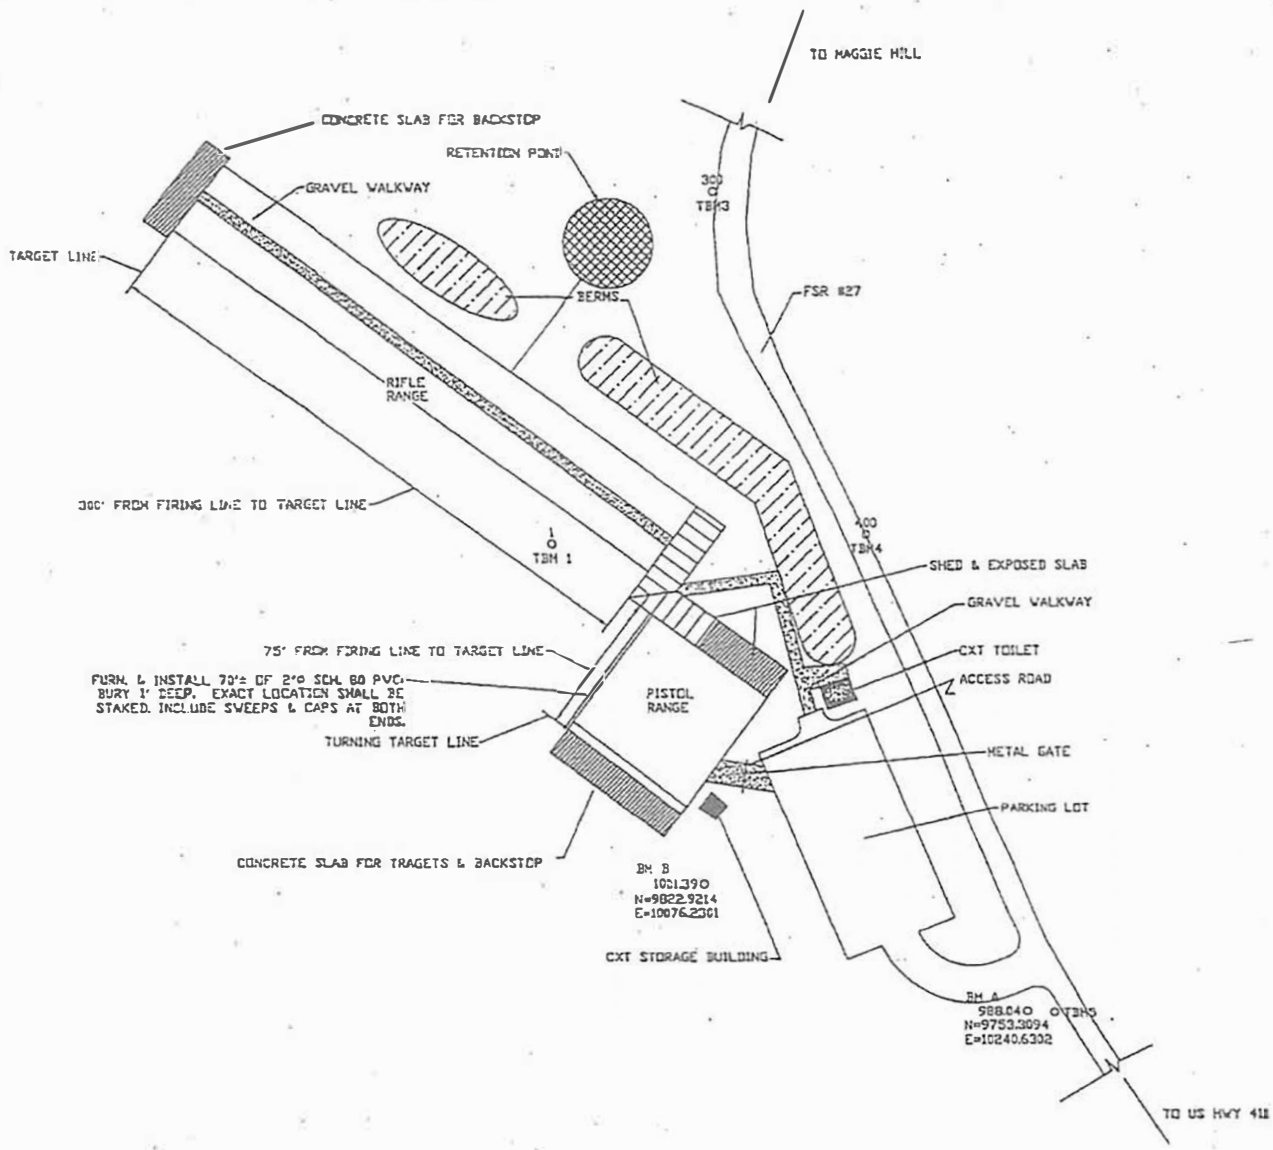 TO MAGGIE HILL
CONCRETE SLAB FOR BACKSTOP
RETENTION POND
GRAVEL WALKWAY
300
TBM3
TARGET LINE
BERMS
FSR #27
RIFLE
RANGE
300' FROM FIRING LINE TO TARGET LINE
1
TBM 1
400
TBM4
SHED & EXPOSED SLAB
GRAVEL WALKWAY
75' FROM FIRING LINE TO TARGET LINE
CXT TOILET
FURN. & INSTALL 70'± OF 2"Ø SCH. 80 PVC
BURY 1' DEEP. EXACT LOCATION SHALL BE
STAKED. INCLUDE SWEEPS & CAPS AT BOTH
ENDS.
ACCESS ROAD
PISTOL
RANGE
TURNING TARGET LINE
METAL GATE
PARKING LOT
CONCRETE SLAB FOR TRAGETS & BACKSTOP
BM B
1001.39
N=9822.9214
E=10076.2301
CXT STORAGE BUILDING
BM A
988.04 TBM5
N=9753.3094
E=10240.6302
TO US HWY 411